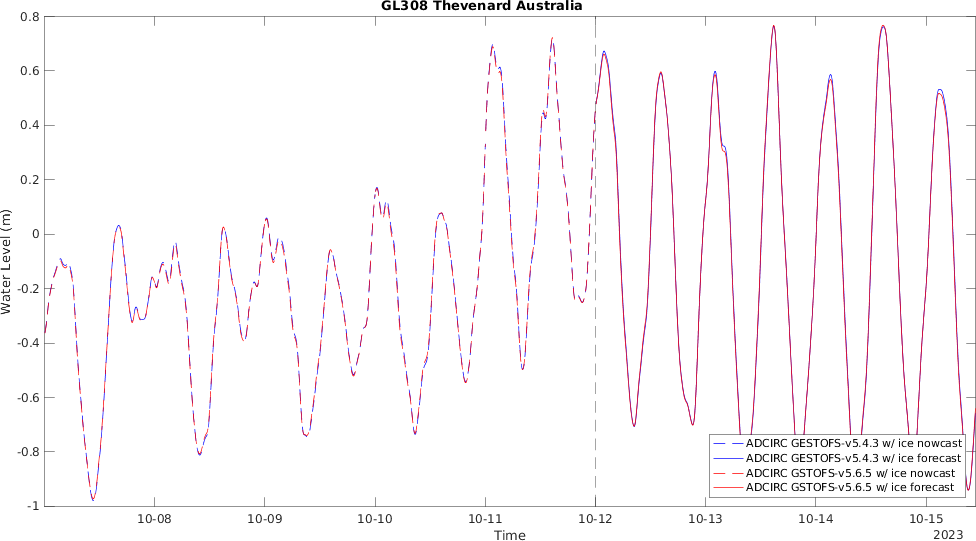 GL308 Thevenard Australia
0.8
0.6
0.4
0.2
0
-0.2
-0.4
-0.6
-0.8
-1
Water Level (m)
ADCIRC GESTOFS-v5.4.3 w/ ice nowcast
ADCIRC GESTOFS-v5.4.3 w/ ice forecast
ADCIRC GSTOFS-v5.6.5 w/ ice nowcast
ADCIRC GSTOFS-v5.6.5 w/ ice forecast
10-08 10-09 10-10 10-11 10-12 10-13 10-14 10-15
Time
2023